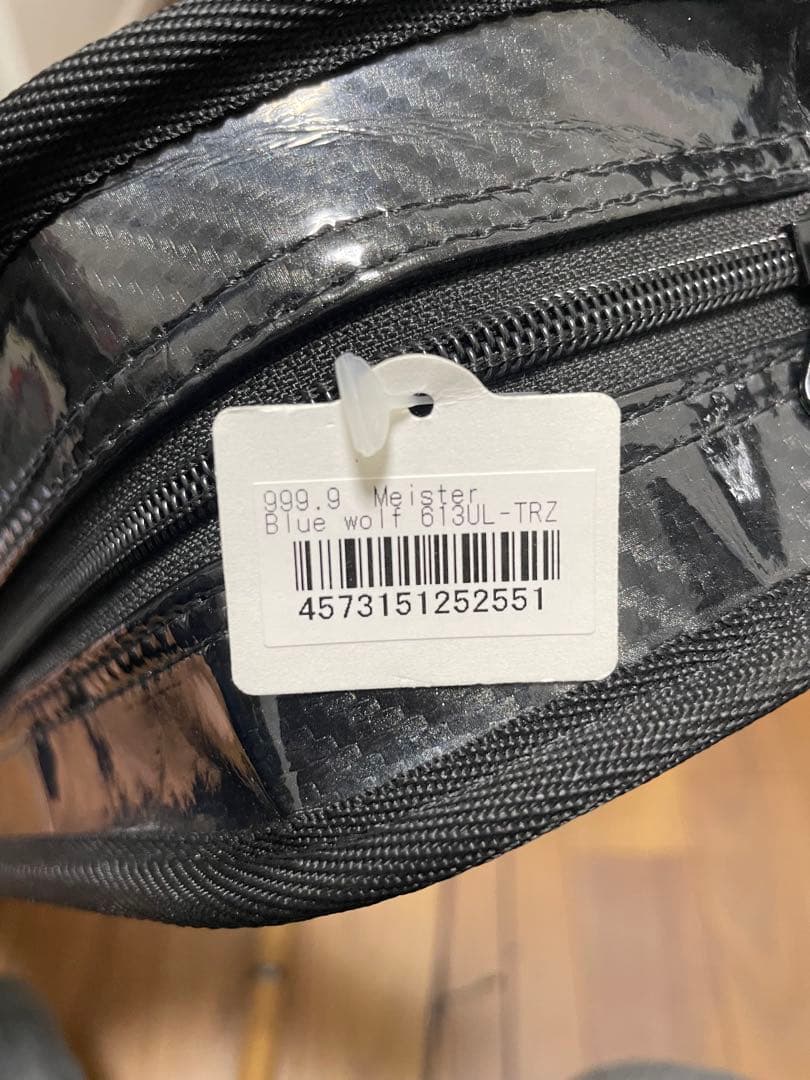 999.9 Meister
Blue wolf 613UL-TRZ
4573151252551